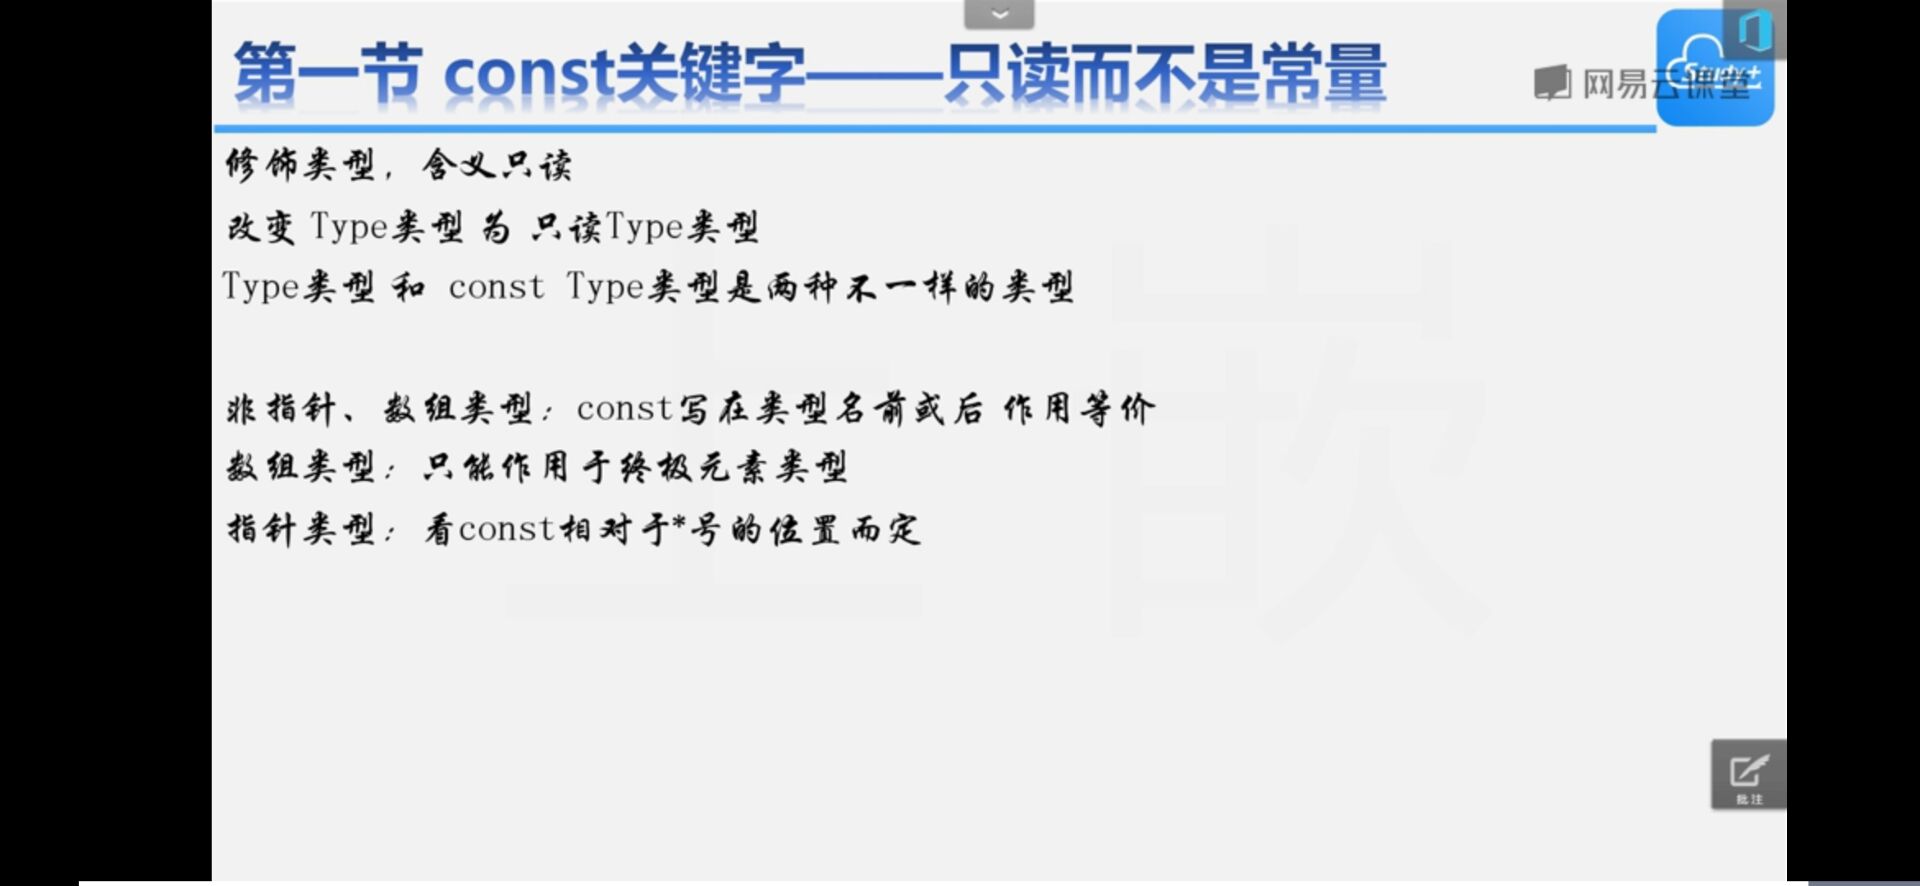 第一节 const关键字——只读而不是常量
网易云课堂
Study+
修饰类型，含义只读
改变 Type类型 为 只读Type类型
Type类型 和 const Type类型是两种不一样的类型
非指针、数组类型：const写在类型名前或后 作用等价
数组类型：只能作用于终极元素类型
指针类型：看const相对于*号的位置而定
批注